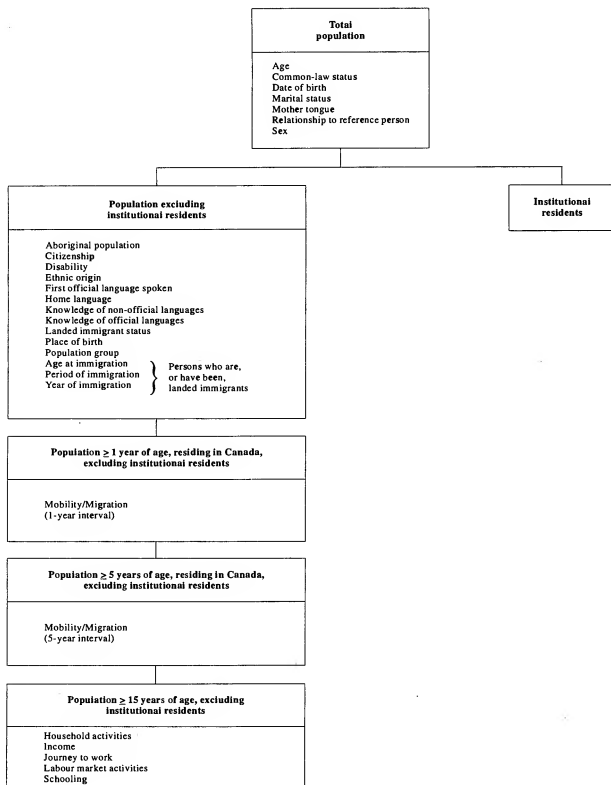 Total
population
Age
Common-law status
Date of birth
Marital status
Mother tongue
Relationship to reference person
Sex
Population excluding
institutional residents
Institutional
residents
Aboriginal population
Citizenship
Disability
Ethnic origin
First official language spoken
Home language
Knowledge of non-official languages
Knowledge of official languages
Landed immigrant status
Place of birth
Population group
Age at immigration
Period of immigration
Year of immigration
Persons who are,
or have been,
landed immigrants
Population ≥ 1 year of age, residing in Canada,
excluding institutional residents
Mobility/Migration
(1-year interval)
Population ≥ 5 years of age, residing in Canada,
excluding institutional residents
Mobility/Migration
(5-year interval)
Population ≥ 15 years of age, excluding
institutional residents
Household activities
Income
Journey to work
Labour market activities
Schooling